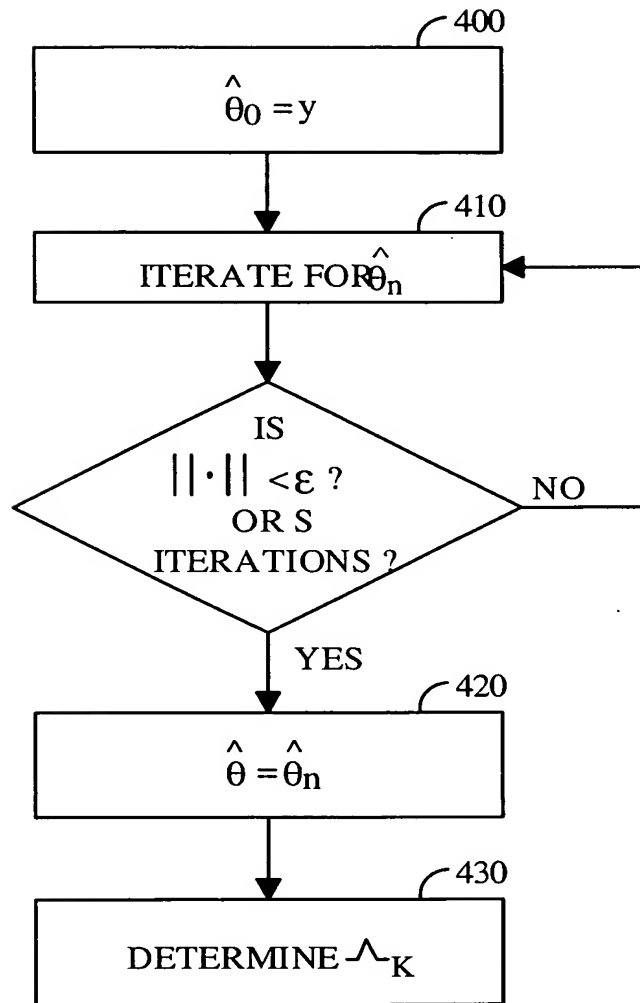 400
θ̂₀ = y
410
ITERATE FOR θ̂ₙ
IS
||·|| < ε ?
OR S
ITERATIONS ?
NO
YES
420
θ̂ = θ̂ₙ
430
DETERMINE Λ_K